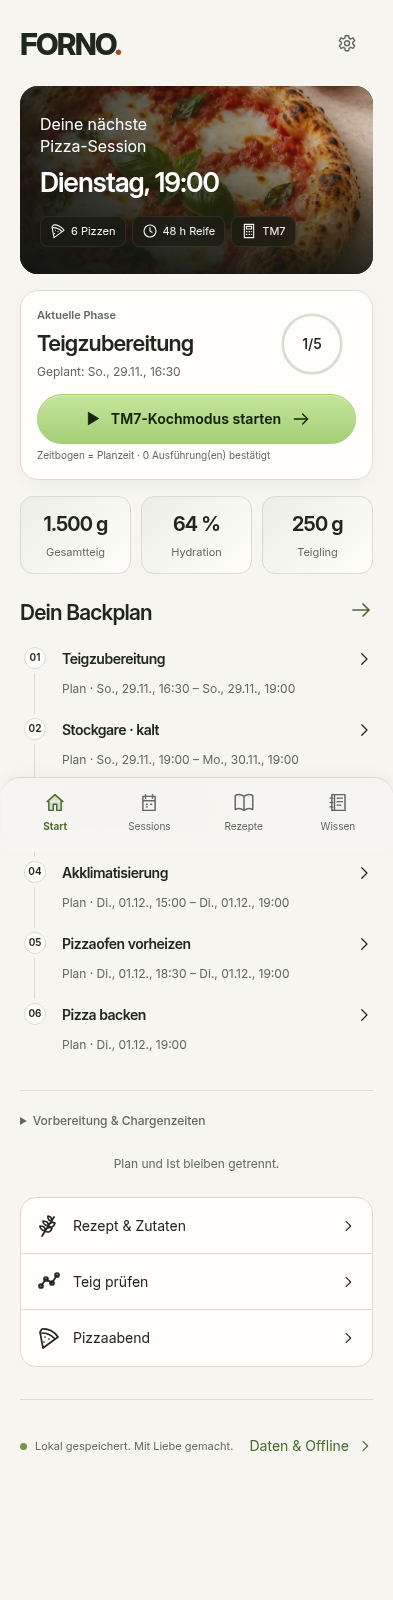 FORNO.
Deine nächste
Pizza-Session
Dienstag, 19:00
6 Pizzen
48 h Reife
TM7
Aktuelle Phase
Teigzubereitung
Geplant: So., 29.11., 16:30
1/5
TM7-Kochmodus starten
Zeitbogen = Planzeit · 0 Ausführung(en) bestätigt
1.500 g
Gesamtteig
64 %
Hydration
250 g
Teigling
Dein Backplan
01
Teigzubereitung
Plan · So., 29.11., 16:30 – So., 29.11., 19:00
02
Stockgare · kalt
Plan · So., 29.11., 19:00 – Mo., 30.11., 19:00
Start
Sessions
Rezepte
Wissen
04
Akklimatisierung
Plan · Di., 01.12., 15:00 – Di., 01.12., 19:00
05
Pizzaofen vorheizen
Plan · Di., 01.12., 18:30 – Di., 01.12., 19:00
06
Pizza backen
Plan · Di., 01.12., 19:00
Vorbereitung & Chargenzeiten
Plan und Ist bleiben getrennt.
Rezept & Zutaten
Teig prüfen
Pizzaabend
Lokal gespeichert. Mit Liebe gemacht.
Daten & Offline